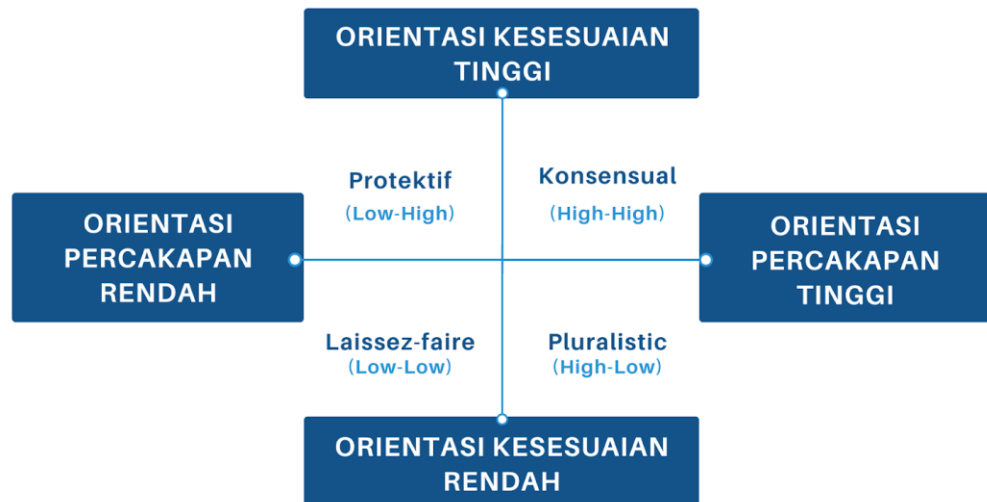 ORIENTASI KESESUAIAN
TINGGI
Protektif
(Low-High)
Konsensual
(High-High)
ORIENTASI
PERCAKAPAN
RENDAH
ORIENTASI
PERCAKAPAN
TINGGI
Laissez-faire
(Low-Low)
Pluralistic
(High-Low)
ORIENTASI KESESUAIAN
RENDAH